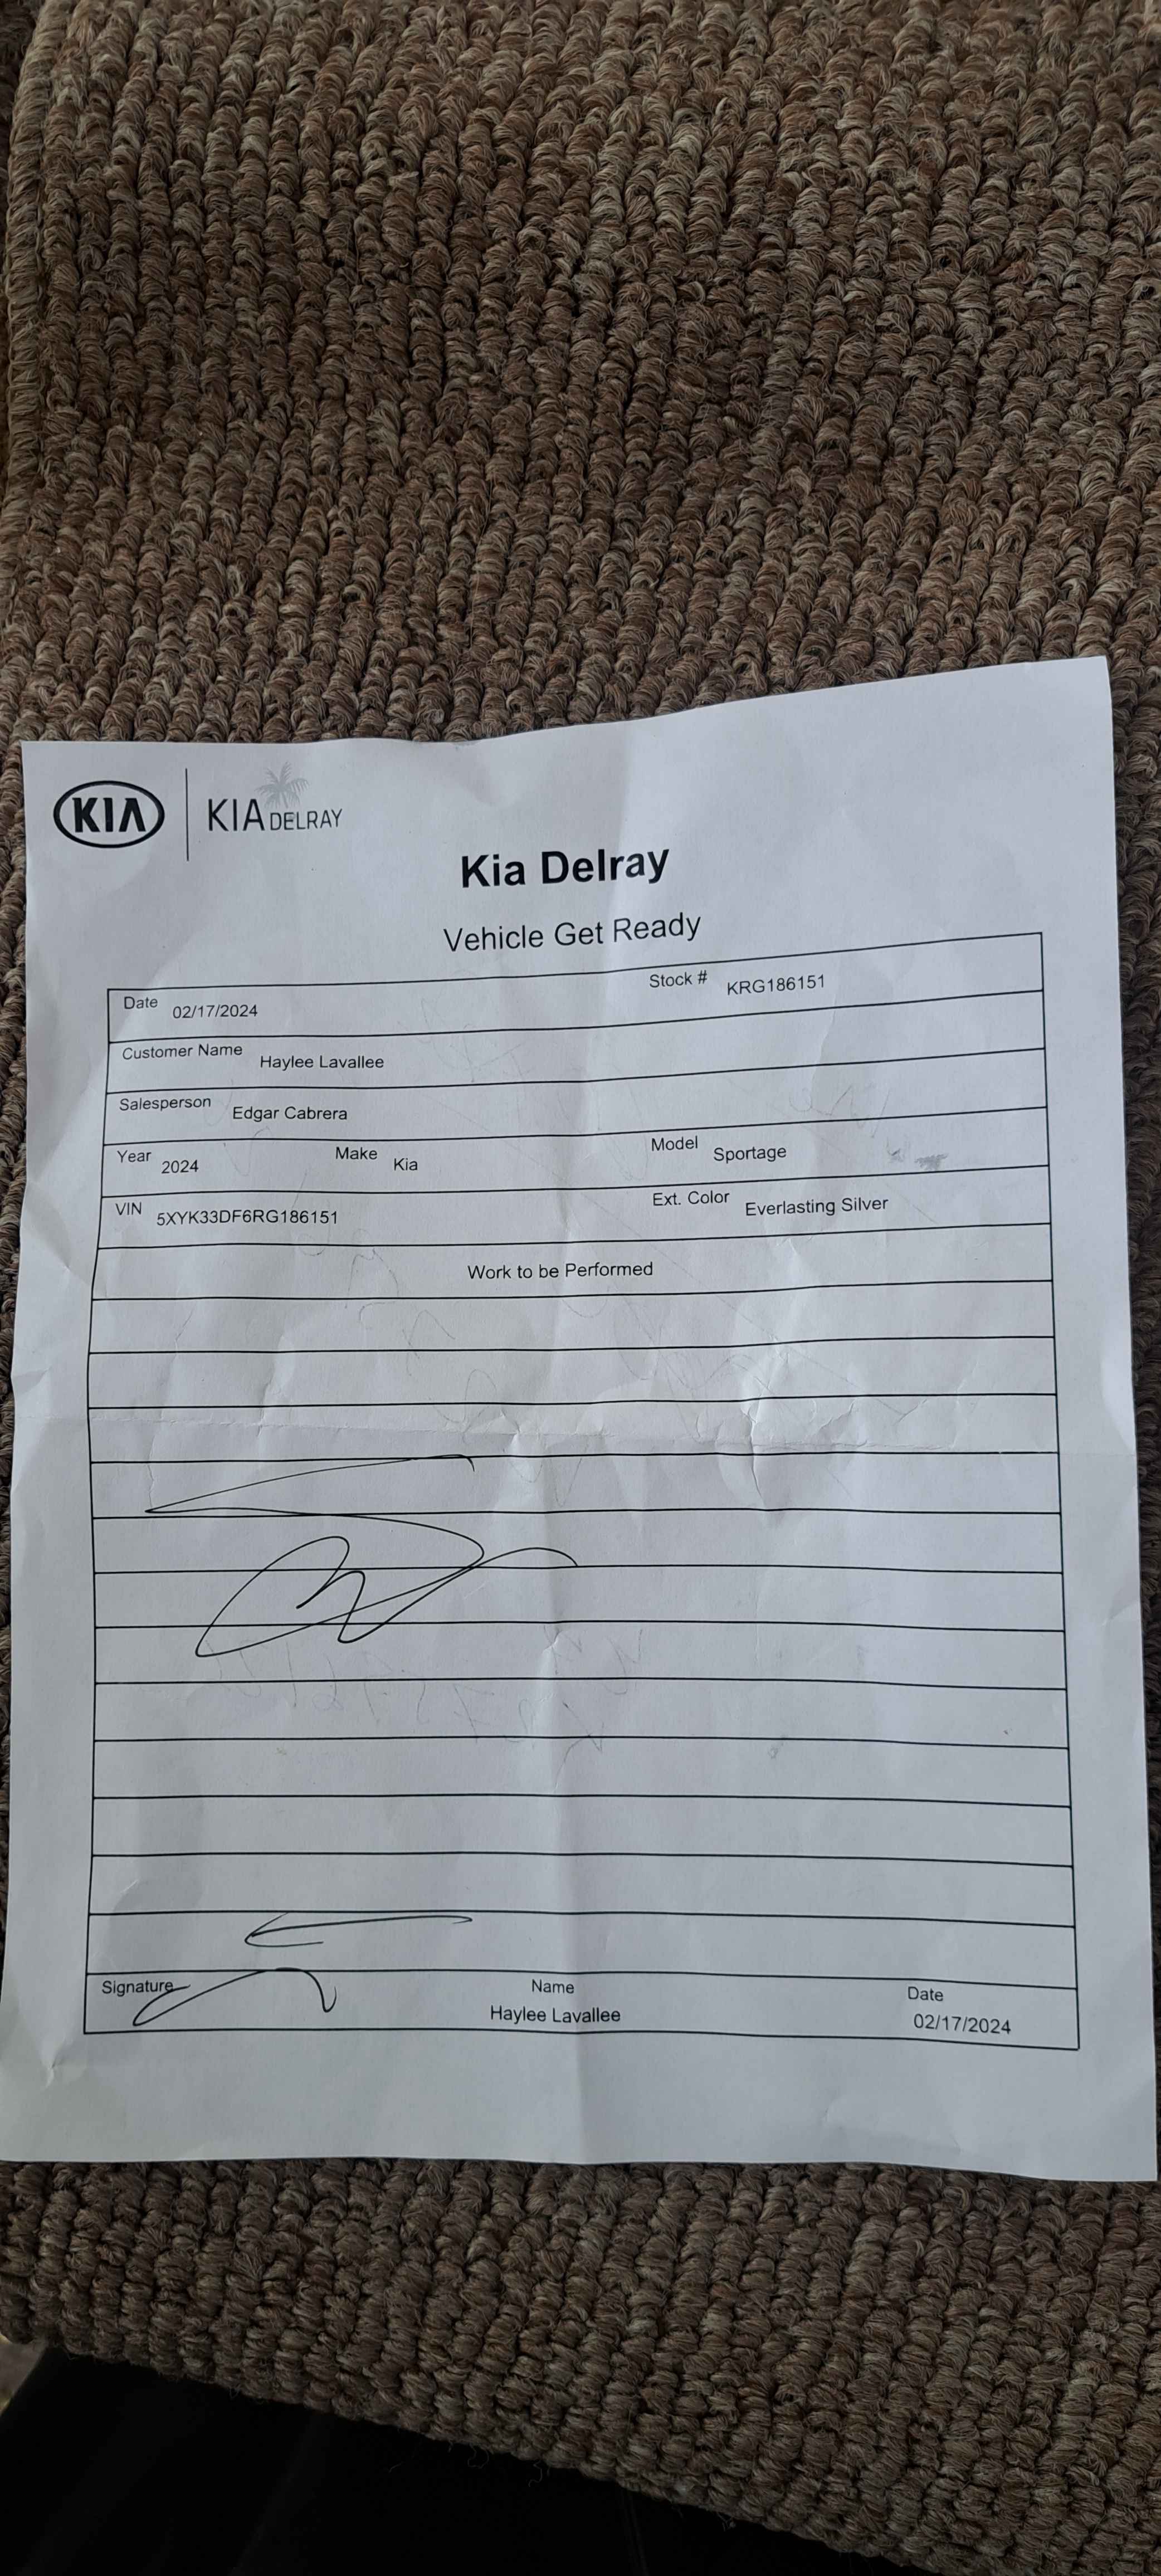 KIA KIA DELRAY
Kia Delray
Vehicle Get Ready
Date 02/17/2024 Stock # KRG186151
Customer Name Haylee Lavallee
Salesperson Edgar Cabrera
Year 2024 Make Kia Model Sportage
VIN 5XYK33DF6RG186151 Ext. Color Everlasting Silver
Work to be Performed
Signature Name Date
Haylee Lavallee 02/17/2024